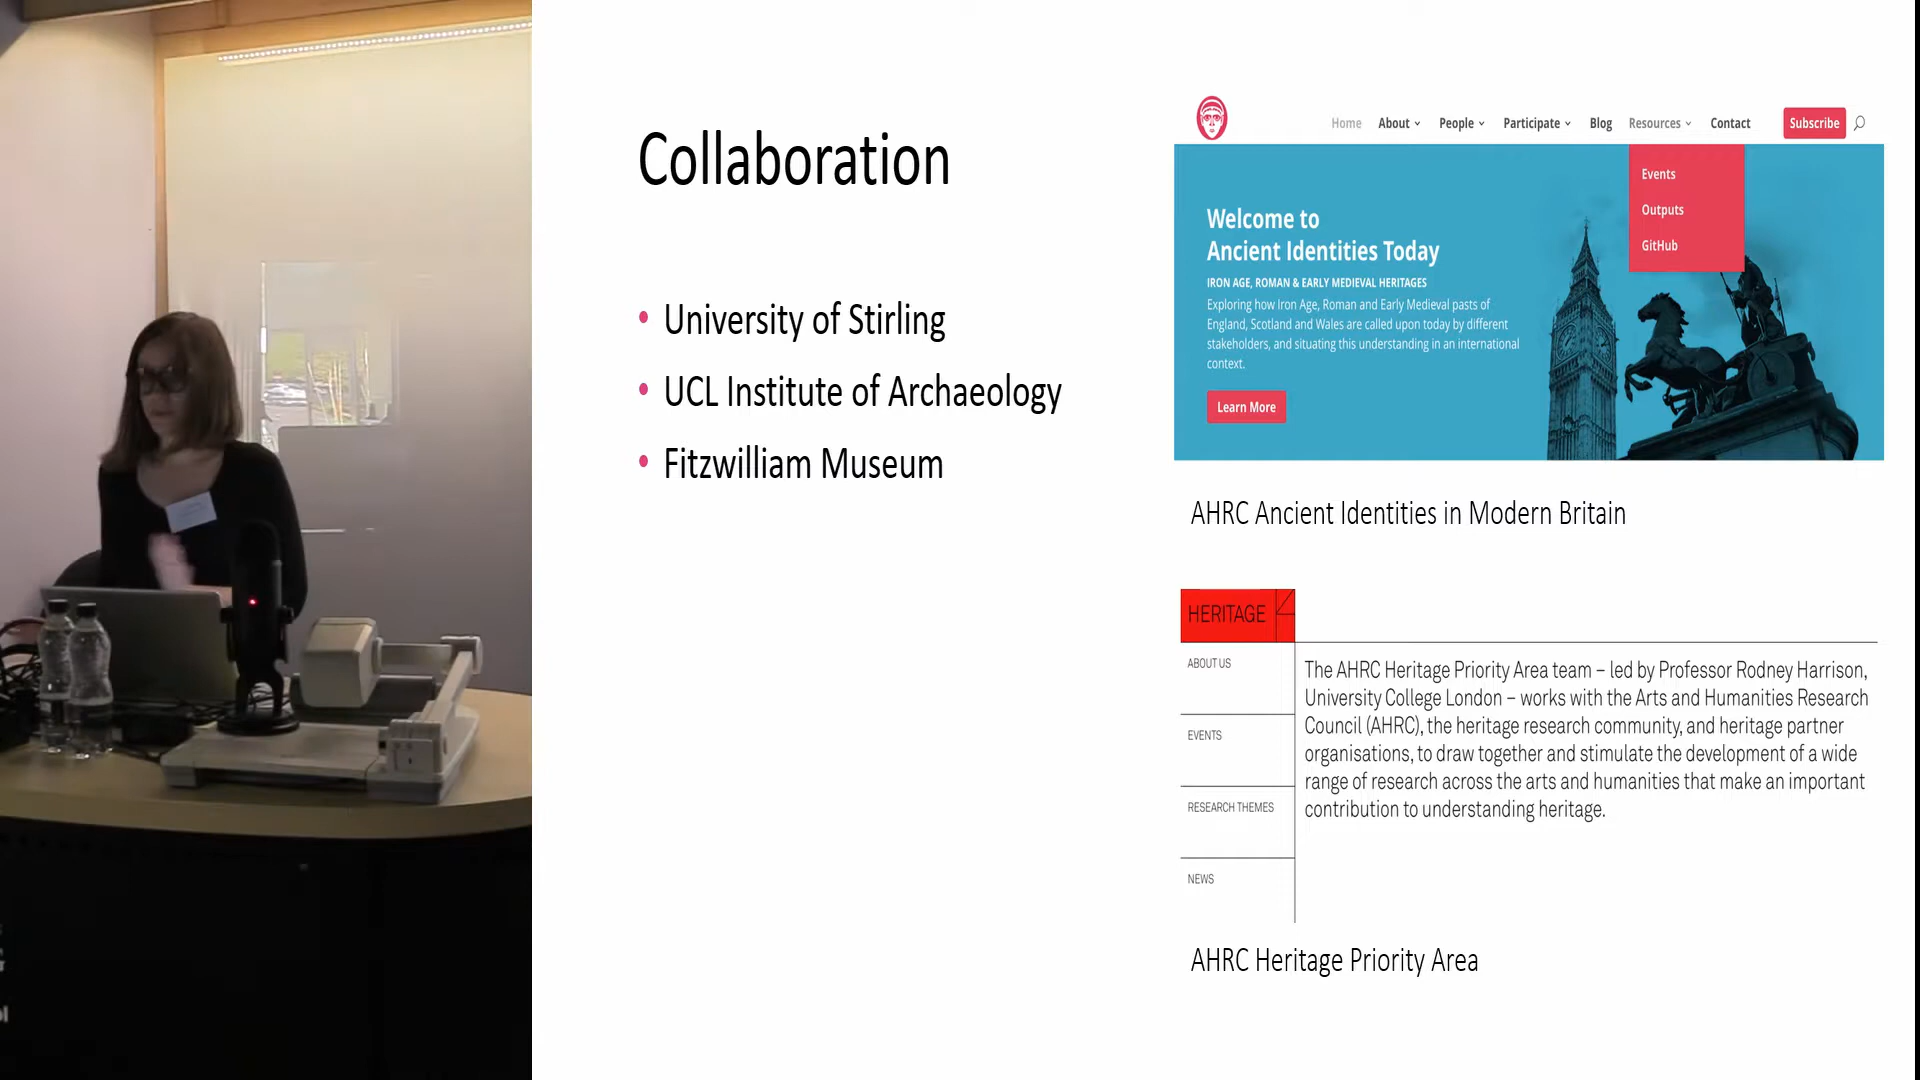 Collaboration
• University of Stirling
• UCL Institute of Archaeology
• Fitzwilliam Museum
Home About People Participate Blog Resources Contact Subscribe
Events
Outputs
GitHub
Welcome to
Ancient Identities Today
IRON AGE, ROMAN & EARLY MEDIEVAL HERITAGES
Exploring how Iron Age, Roman and Early Medieval pasts of
England, Scotland and Wales are called upon today by different
stakeholders, and situating this understanding in an international
context.
Learn More
AHRC Ancient Identities in Modern Britain
HERITAGE
ABOUT US
EVENTS
RESEARCH THEMES
NEWS
The AHRC Heritage Priority Area team – led by Professor Rodney Harrison,
University College London – works with the Arts and Humanities Research
Council (AHRC), the heritage research community, and heritage partner
organisations, to draw together and stimulate the development of a wide
range of research across the arts and humanities that make an important
contribution to understanding heritage.
AHRC Heritage Priority Area